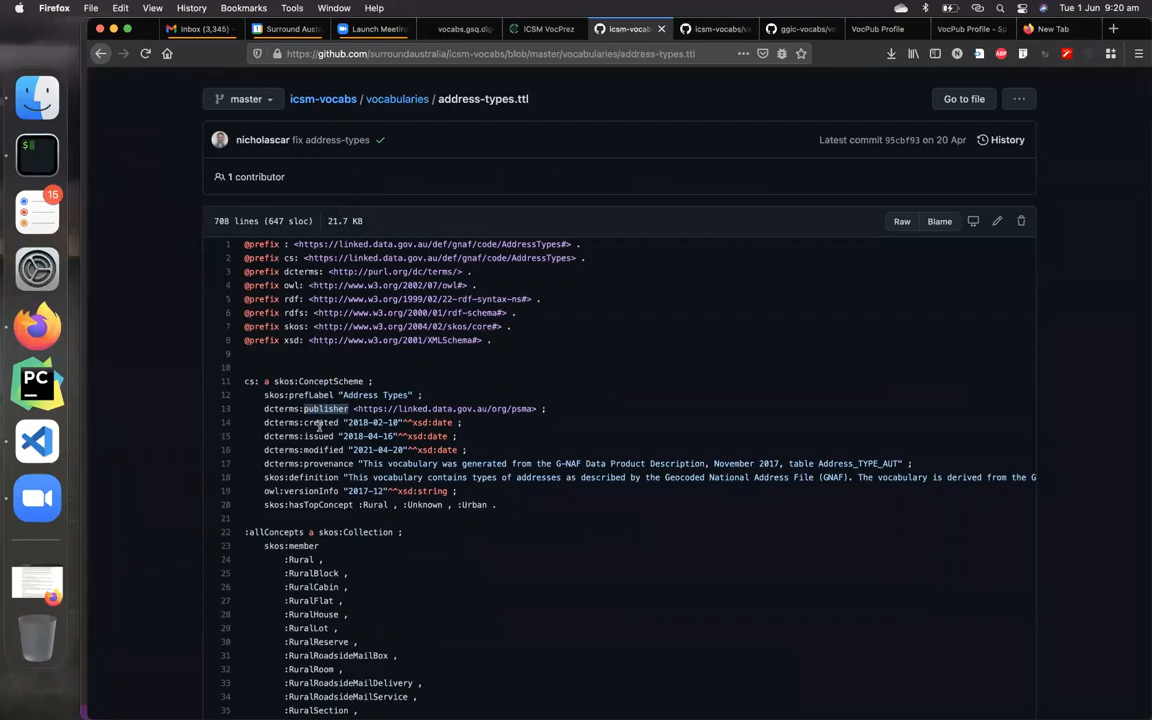 Firefox File Edit View History Bookmarks Tools Window Help Tue 1 Jun 9:20 am
Inbox (3,345) Surround Aust Launch Meeting vocabs.gsq.dig ICSM VocPrez icsm-vocab icsm-vocabs/v ggic-vocabs/vo VocPub Profile VocPub Profile - Sp New Tab
https://github.com/surroundaustralia/icsm-vocabs/blob/master/vocabularies/address-types.ttl
master icsm-vocabs / vocabularies / address-types.ttl Go to file
nicholascar fix address-types Latest commit 95cbf93 on 20 Apr History
1 contributor
15
708 lines (647 sloc) 21.7 KB Raw Blame
1 @prefix : <https://linked.data.gov.au/def/gnaf/code/AddressTypes#> .
2 @prefix cs: <https://linked.data.gov.au/def/gnaf/code/AddressTypes> .
3 @prefix dcterms: <http://purl.org/dc/terms/> .
4 @prefix owl: <http://www.w3.org/2002/07/owl#> .
5 @prefix rdf: <http://www.w3.org/1999/02/22-rdf-syntax-ns#> .
6 @prefix rdfs: <http://www.w3.org/2000/01/rdf-schema#> .
7 @prefix skos: <http://www.w3.org/2004/02/skos/core#> .
8 @prefix xsd: <http://www.w3.org/2001/XMLSchema#> .
9
10
11 cs: a skos:ConceptScheme ;
12 skos:prefLabel "Address Types" ;
13 dcterms:publisher <https://linked.data.gov.au/org/psma> ;
14 dcterms:created "2018-02-10"^^xsd:date ;
15 dcterms:issued "2018-04-16"^^xsd:date ;
16 dcterms:modified "2021-04-20"^^xsd:date ;
17 dcterms:provenance "This vocabulary was generated from the G-NAF Data Product Description, November 2017, table Address_TYPE_AUT" ;
18 skos:definition "This vocabulary contains types of addresses as described by the Geocoded National Address File (GNAF). The vocabulary is derived from the G
19 owl:versionInfo "2017-12"^^xsd:string ;
20 skos:hasTopConcept :Rural , :Unknown , :Urban .
21
22 :allConcepts a skos:Collection ;
23 skos:member
24 :Rural ,
25 :RuralBlock ,
26 :RuralCabin ,
27 :RuralFlat ,
28 :RuralHouse ,
29 :RuralLot ,
30 :RuralReserve ,
31 :RuralRoadsideMailBox ,
32 :RuralRoom ,
33 :RuralRoadsideMailDelivery ,
34 :RuralRoadsideMailService ,
35 :RuralSection ,